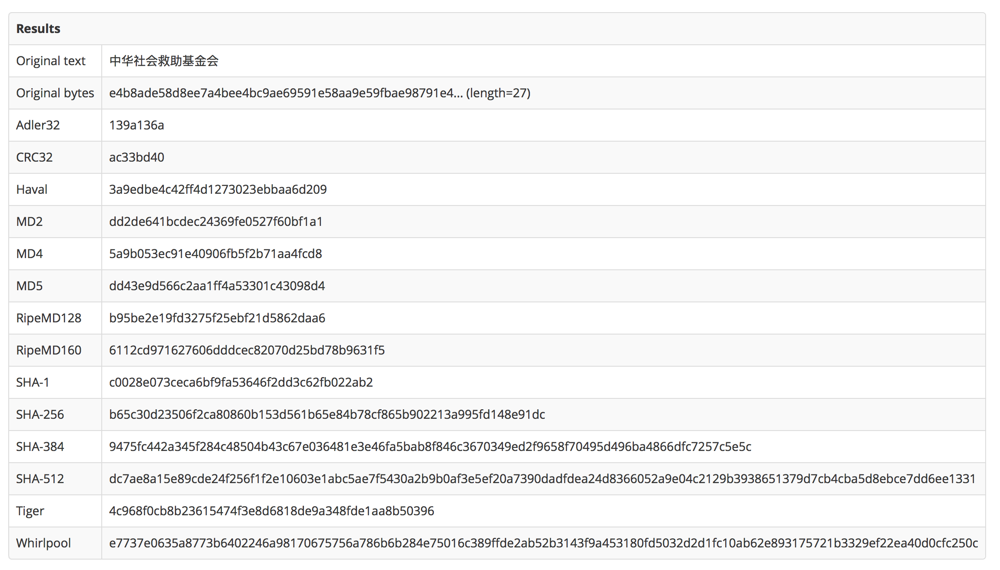 Results
Original text 中华社会救助基金会
Original bytes e4b8ade58d8ee7a4bee4bc9ae69591e58aa9e59fbae98791e4... (length=27)
Adler32 139a136a
CRC32 ac33bd40
Haval 3a9edbe4c42ff4d1273023ebbaa6d209
MD2 dd2de641bcdec24369fe0527f60bf1a1
MD4 5a9b053ec91e40906fb5f2b71aa4fcd8
MD5 dd43e9d566c2aa1ff4a53301c43098d4
RipeMD128 b95be2e19fd3275f25ebf21d5862daa6
RipeMD160 6112cd971627606dddcec82070d25bd78b9631f5
SHA-1 c0028e073ceca6bf9fa53646f2dd3c62fb022ab2
SHA-256 b65c30d23506f2ca80860b153d561b65e84b78cf865b902213a995fd148e91dc
SHA-384 9475fc442a345f284c48504b43c67e036481e3e46fa5bab8f846c3670349ed2f9658f70495d496ba4866dfc7257c5e5c
SHA-512 dc7ae8a15e89cde24f256f1f2e10603e1abc5ae7f5430a2b9b0af3e5ef20a7390dadfdea24d8366052a9e04c2129b3938651379d7cb4cba5d8ebce7dd6ee1331
Tiger 4c968f0cb8b23615474f3e8d6818de9a348fde1aa8b50396
Whirlpool e7737e0635a8773b6402246a98170675756a786b6b284e75016c389ffde2ab52b3143f9a453180fd5032d2d1fc10ab62e893175721b3329ef22ea40d0cfc250c